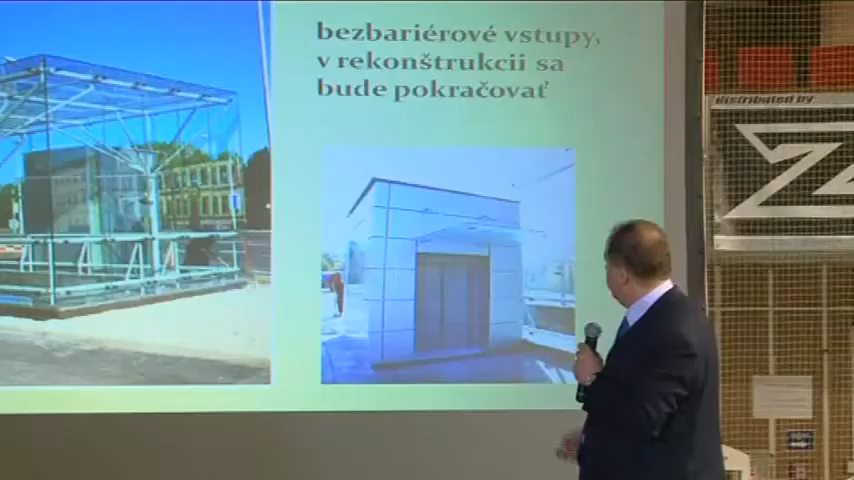 bezbariérové vstupy,
v rekonštrukcii sa
bude pokračovať
distributed by